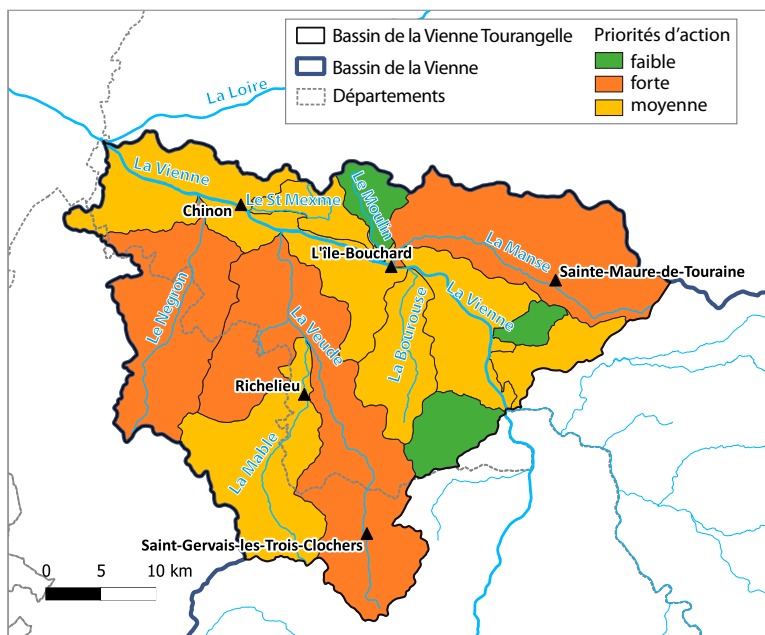 Bassin de la Vienne Tourangelle
Bassin de la Vienne
Départements
Priorités d'action
faible
forte
moyenne
La Loire
La Vienne
Le St Mexme
Chinon
Le Moulin
La Manse
L'île-Bouchard
Sainte-Maure-de-Touraine
La Vienne
Le Negron
La Veude
La Bourouse
Richelieu
La Mable
Saint-Gervais-les-Trois-Clochers
0 5 10 km